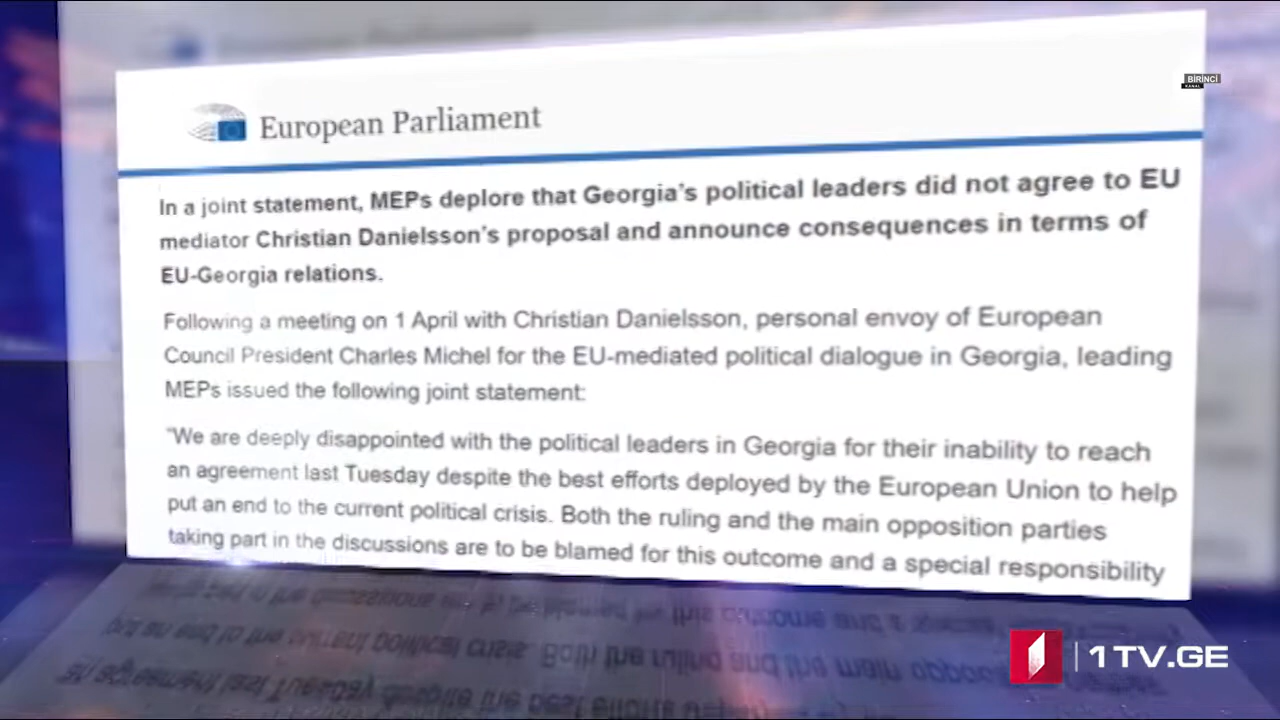 BİRİNCİ
KANAL
European Parliament
In a joint statement, MEPs deplore that Georgia's political leaders did not agree to EU
mediator Christian Danielsson's proposal and announce consequences in terms of
EU-Georgia relations.
Following a meeting on 1 April with Christian Danielsson, personal envoy of European
Council President Charles Michel for the EU-mediated political dialogue in Georgia, leading
MEPs issued the following joint statement:
"We are deeply disappointed with the political leaders in Georgia for their inability to reach
an agreement last Tuesday despite the best efforts deployed by the European Union to help
put an end to the current political crisis. Both the ruling and the main opposition parties
taking part in the discussions are to be blamed for this outcome and a special responsibility
1TV.GE